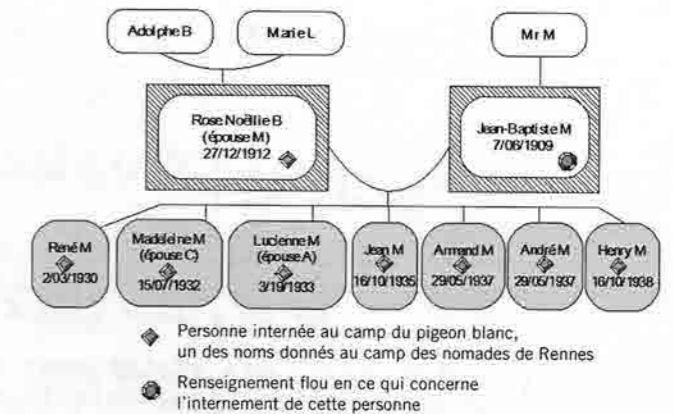 Adolphe B
Marie L
Mr M
Rose Noëllie B
(épouse M)
27/12/1912
Jean-Baptiste M
7/06/1909
René M
2/03/1930
Madeleine M
(épouse C)
15/07/1932
Lucienne M
(épouse A)
3/19/1933
Jean M
16/10/1935
Armand M
29/05/1937
André M
29/05/1937
Henry M
16/10/1938
Personne internée au camp du pigeon blanc,
un des noms donnés au camp des nomades de Rennes
Renseignement flou en ce qui concerne
l'internement de cette personne